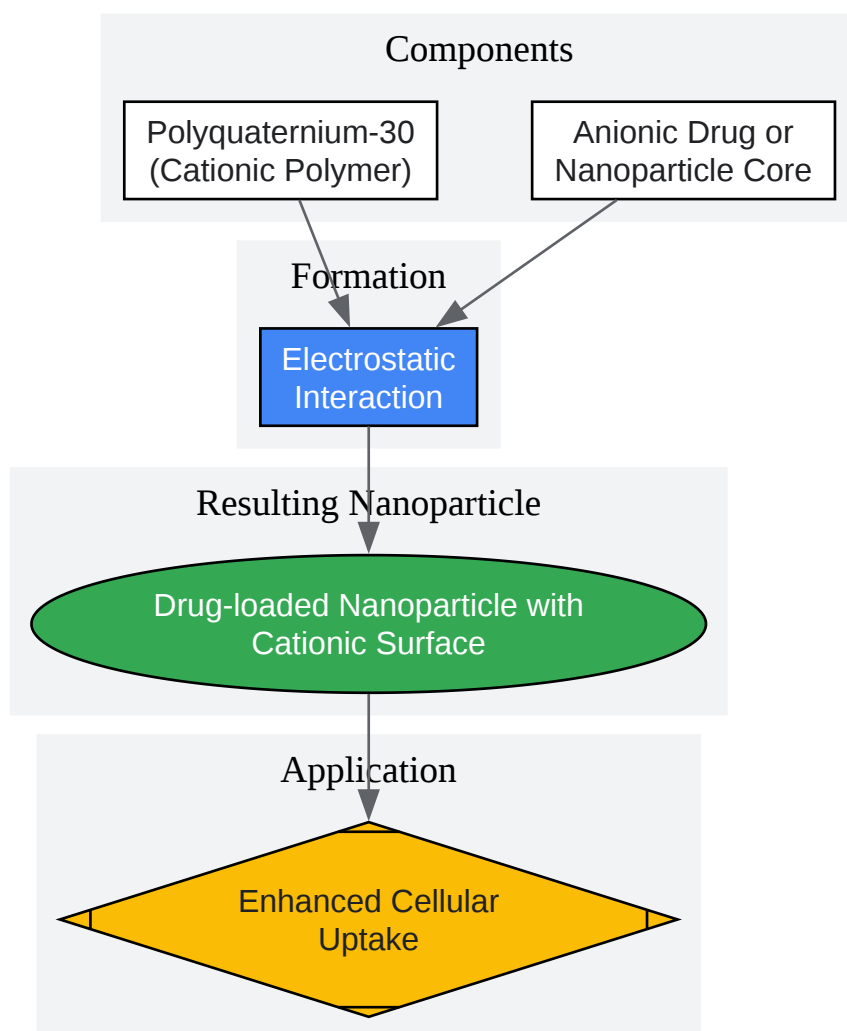 Components
Polyquaternium-30
(Cationic Polymer)
Anionic Drug or
Nanoparticle Core
Formation
Electrostatic
Interaction
Resulting Nanoparticle
Drug-loaded Nanoparticle with
Cationic Surface
Application
Enhanced Cellular
Uptake